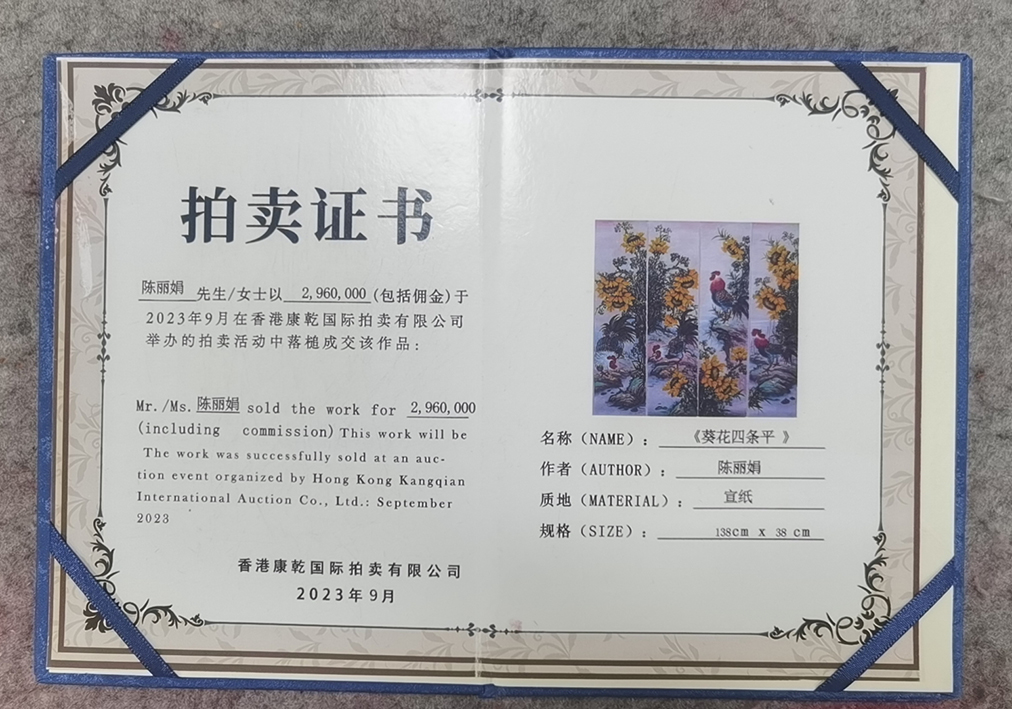 拍卖证书
陈丽娟 先生/女士以 2,960,000 (包括佣金)于
2023年9月在香港康乾国际拍卖有限公司
举办的拍卖活动中落槌成交该作品:
Mr./Ms. 陈丽娟 sold the work for 2,960,000
(including commission) This work will be
The work was successfully sold at an auc-
tion event organized by Hong Kong Kangqian
International Auction Co., Ltd.: September
2023
香港康乾国际拍卖有限公司
2023年9月
名称(NAME): 《葵花四条平 》
作者(AUTHOR): 陈丽娟
质地(MATERIAL): 宣纸
规格(SIZE): 138cm x 38 cm